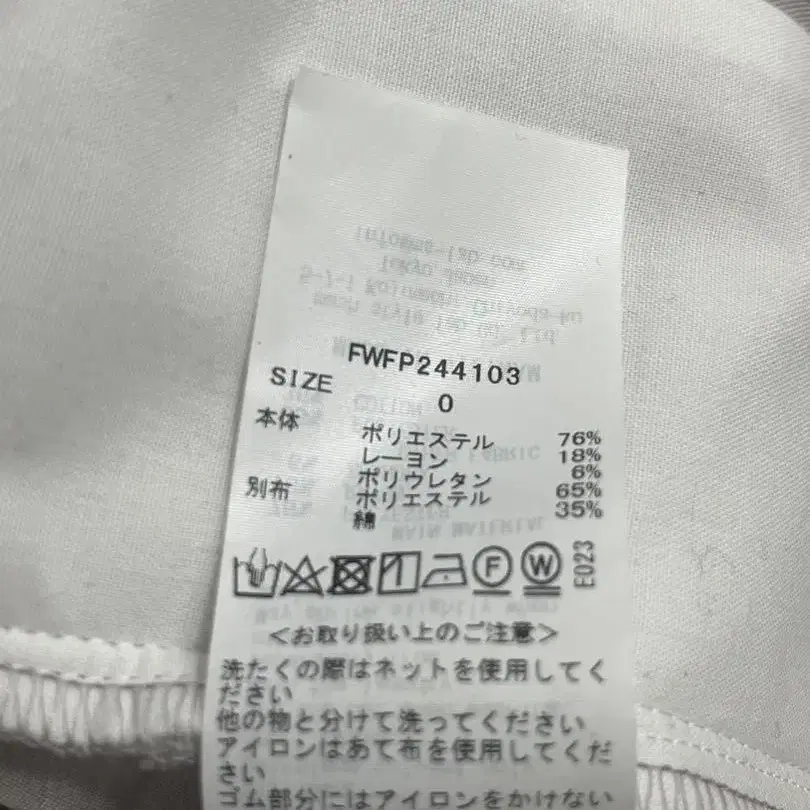 FWFP244103
SIZE 0
本体 ポリエステル 76%
レーヨン 18%
ポリウレタン 6%
別布 ポリエステル 65%
綿 35%
F W E023
<お取り扱い上のご注意>
洗たくの際はネットを使用してく
ださい
他の物と分けて洗ってください
アイロンはあて布を使用してくだ
さい
ゴム部分にはアイロンをかけない